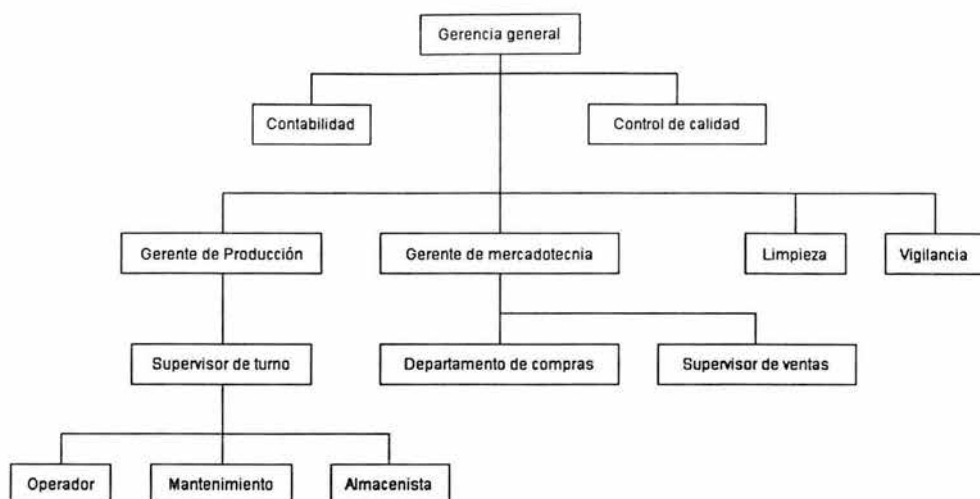 Gerencia general
Contabilidad
Control de calidad
Gerente de Producción
Gerente de mercadotecnia
Limpieza
Vigilancia
Supervisor de turno
Departamento de compras
Supervisor de ventas
Operador
Mantenimiento
Almacenista